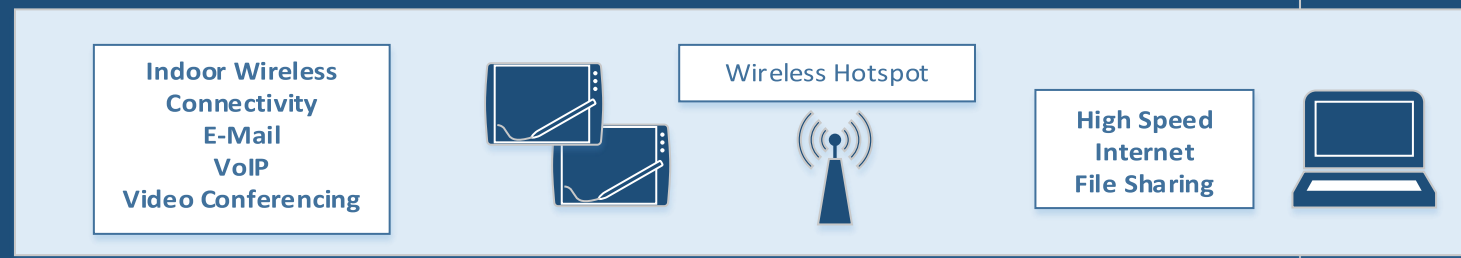 Indoor Wireless
Connectivity
E-Mail
VoIP
Video Conferencing
Wireless Hotspot
High Speed
Internet
File Sharing